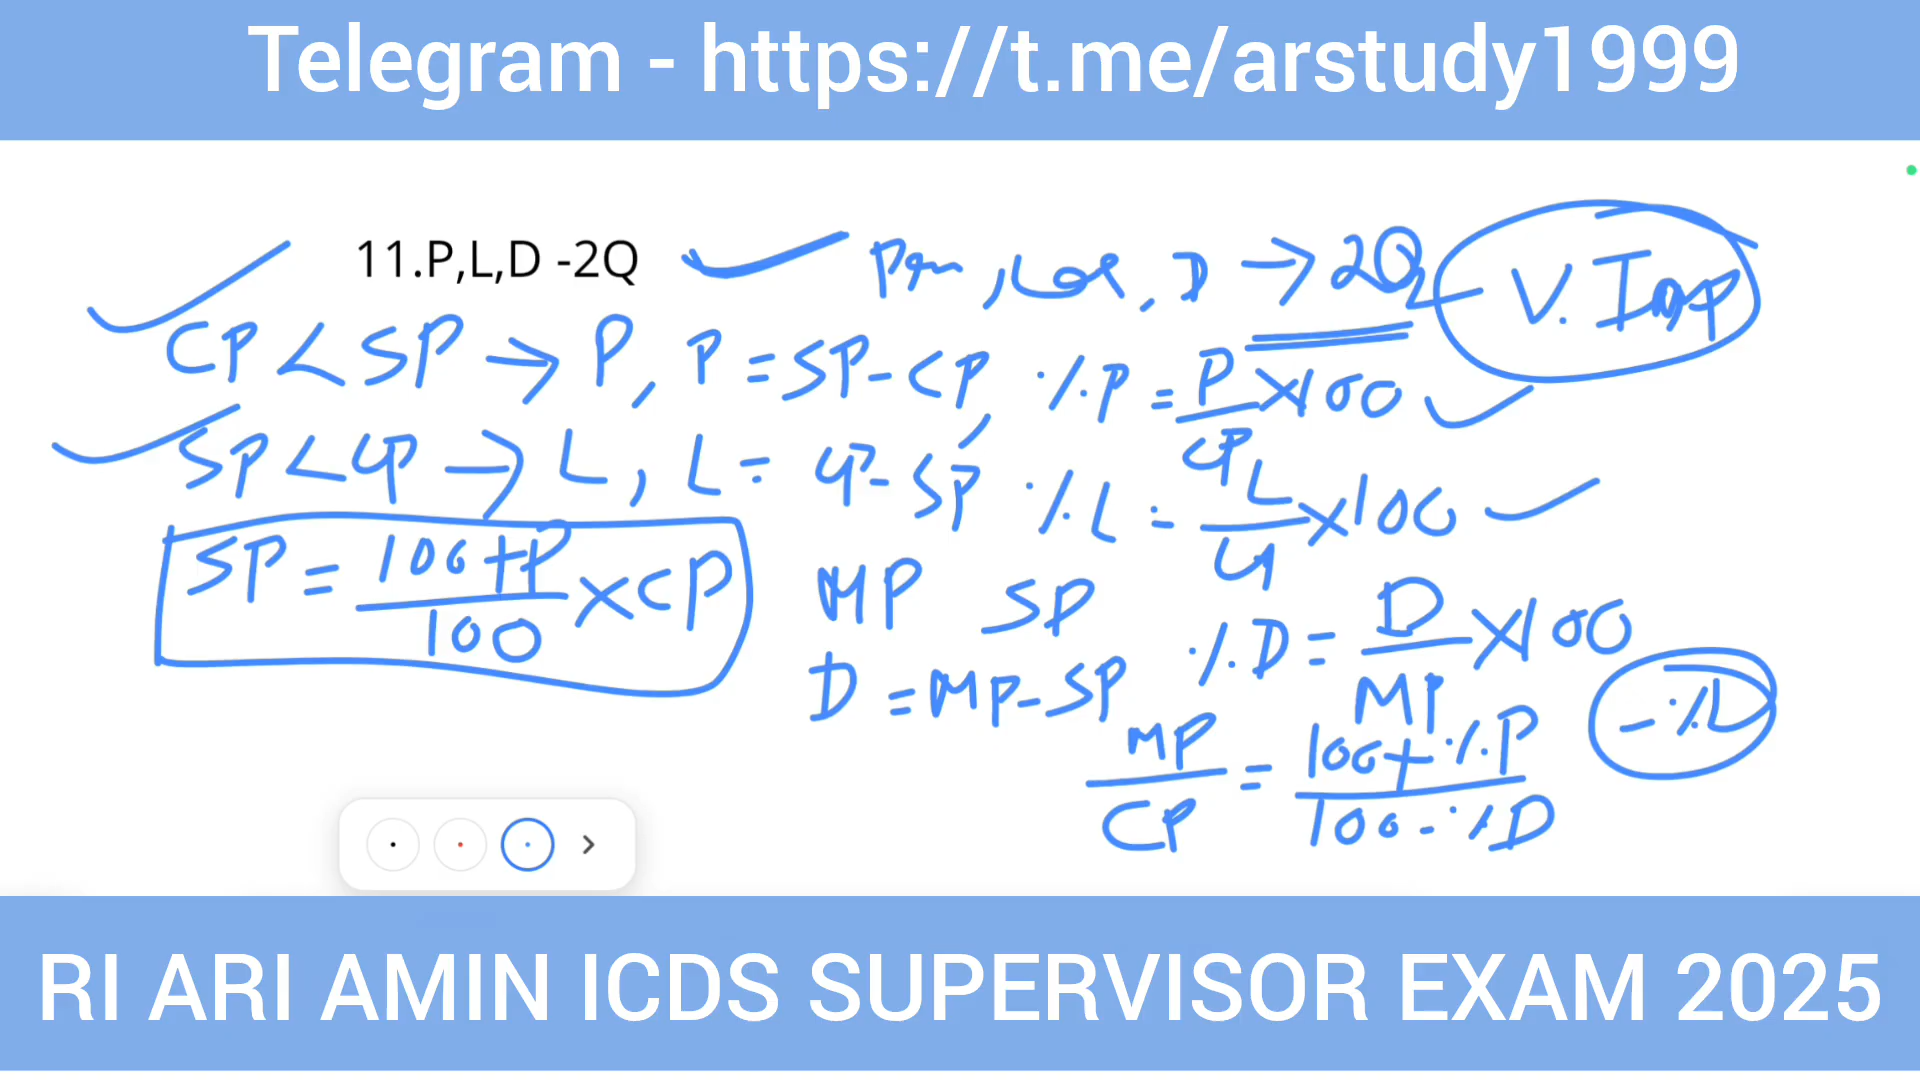 Telegram - https://t.me/arstudy1999
11.P,L,D -2Q
, Loss, D → 2Q
V. Imp
CP < SP → P, P = SP - CP, %P = P/CP × 100
SP < CP → L, L = CP - SP %L = L/CP × 100
SP = 100+P/100 × CP
MP SP
D = MP - SP %D = D/MP × 100
MP/CP = 100+%P/100-%D
- %L
RI ARI AMIN ICDS SUPERVISOR EXAM 2025